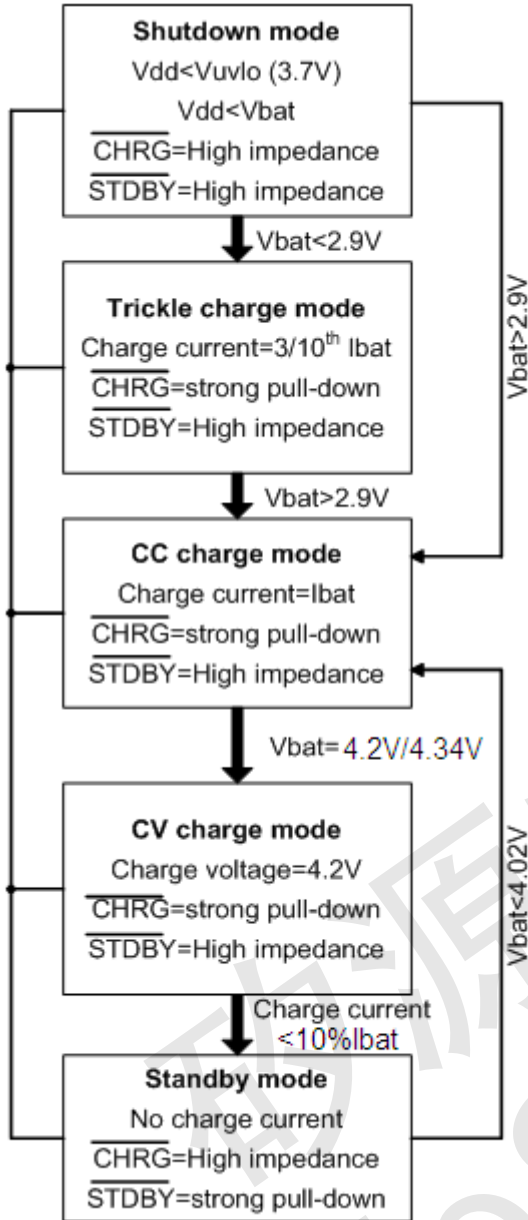 Shutdown mode
Vdd<Vuvlo (3.7V)
Vdd<Vbat
CHRG=High impedance
STDBY=High impedance
Vbat<2.9V
Vbat>2.9V
Trickle charge mode
Charge current=3/10th Ibat
CHRG=strong pull-down
STDBY=High impedance
Vbat>2.9V
CC charge mode
Charge current=Ibat
CHRG=strong pull-down
STDBY=High impedance
Vbat=4.2V/4.34V
Vbat<4.02V
CV charge mode
Charge voltage=4.2V
CHRG=strong pull-down
STDBY=High impedance
Charge current
<10%Ibat
Standby mode
No charge current
CHRG=High impedance
STDBY=strong pull-down
矽源